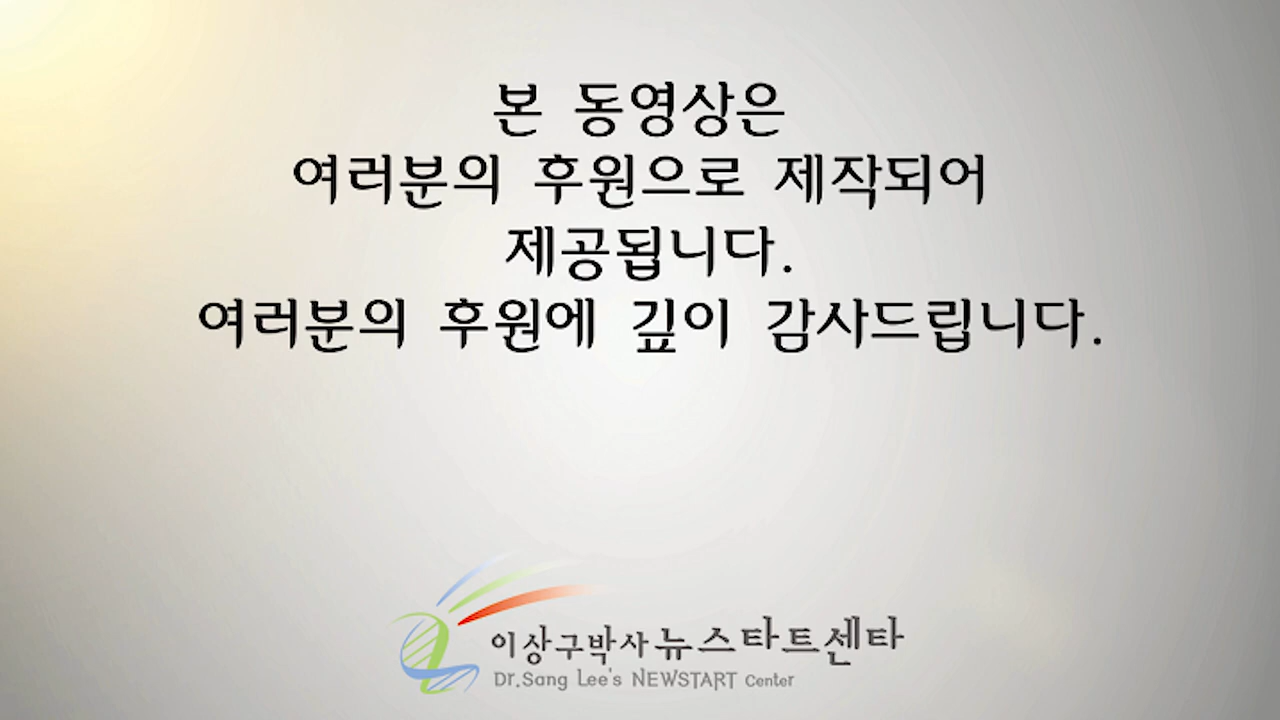 본 동영상은
여러분의 후원으로 제작되어
제공됩니다.
여러분의 후원에 깊이 감사드립니다.
이상구박사 뉴스타트센타
Dr.Sang Lee's NEWSTART Center